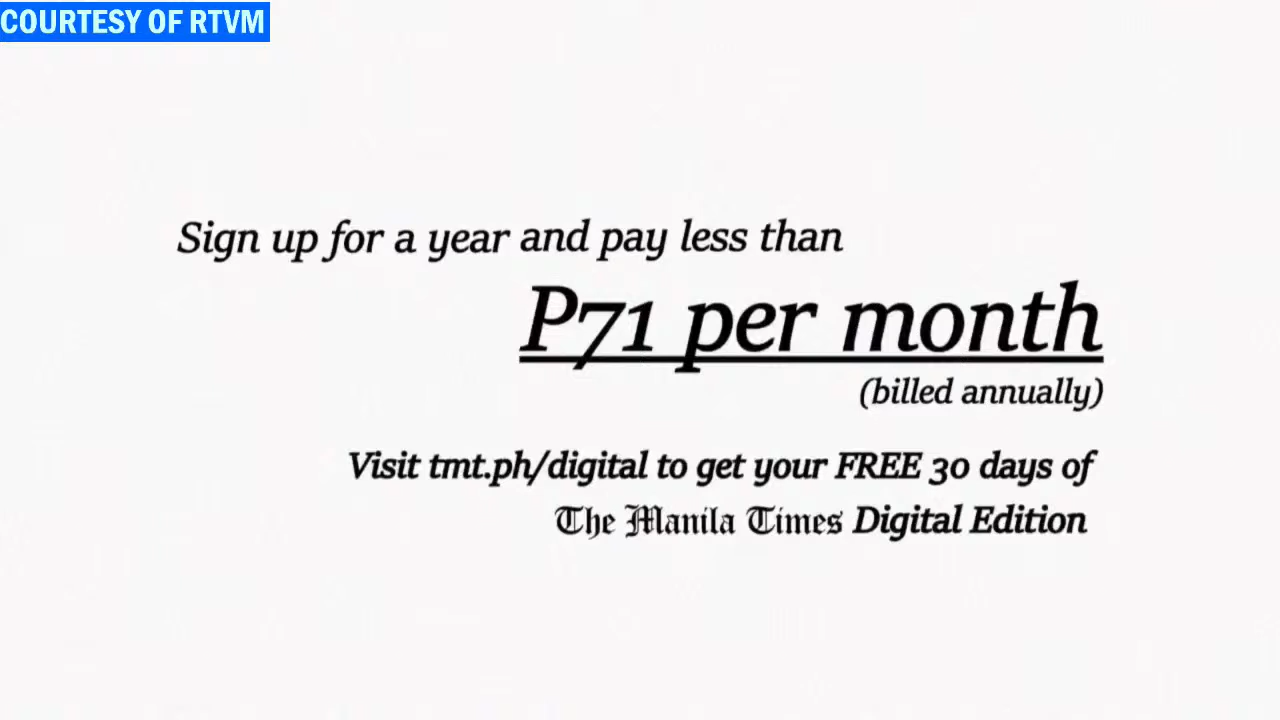 COURTESY OF RTVM
Sign up for a year and pay less than
P71 per month
(billed annually)
Visit tmt.ph/digital to get your FREE 30 days of
The Manila Times Digital Edition